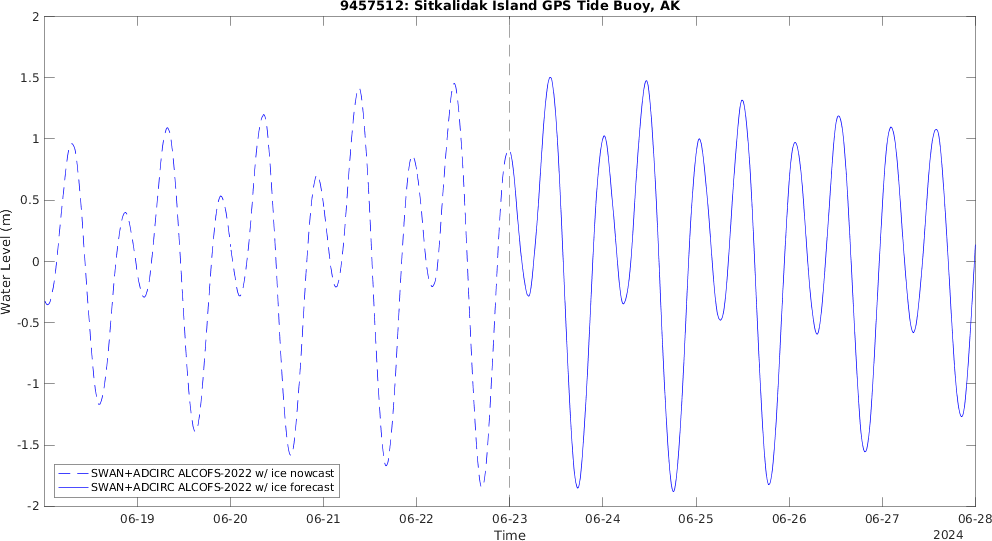 9457512: Sitkalidak Island GPS Tide Buoy, AK
2
1.5
1
0.5
0
-0.5
-1
-1.5
-2
Water Level (m)
SWAN+ADCIRC ALCOFS-2022 w/ ice nowcast
SWAN+ADCIRC ALCOFS-2022 w/ ice forecast
06-19 06-20 06-21 06-22 06-23 06-24 06-25 06-26 06-27 06-28
Time
2024